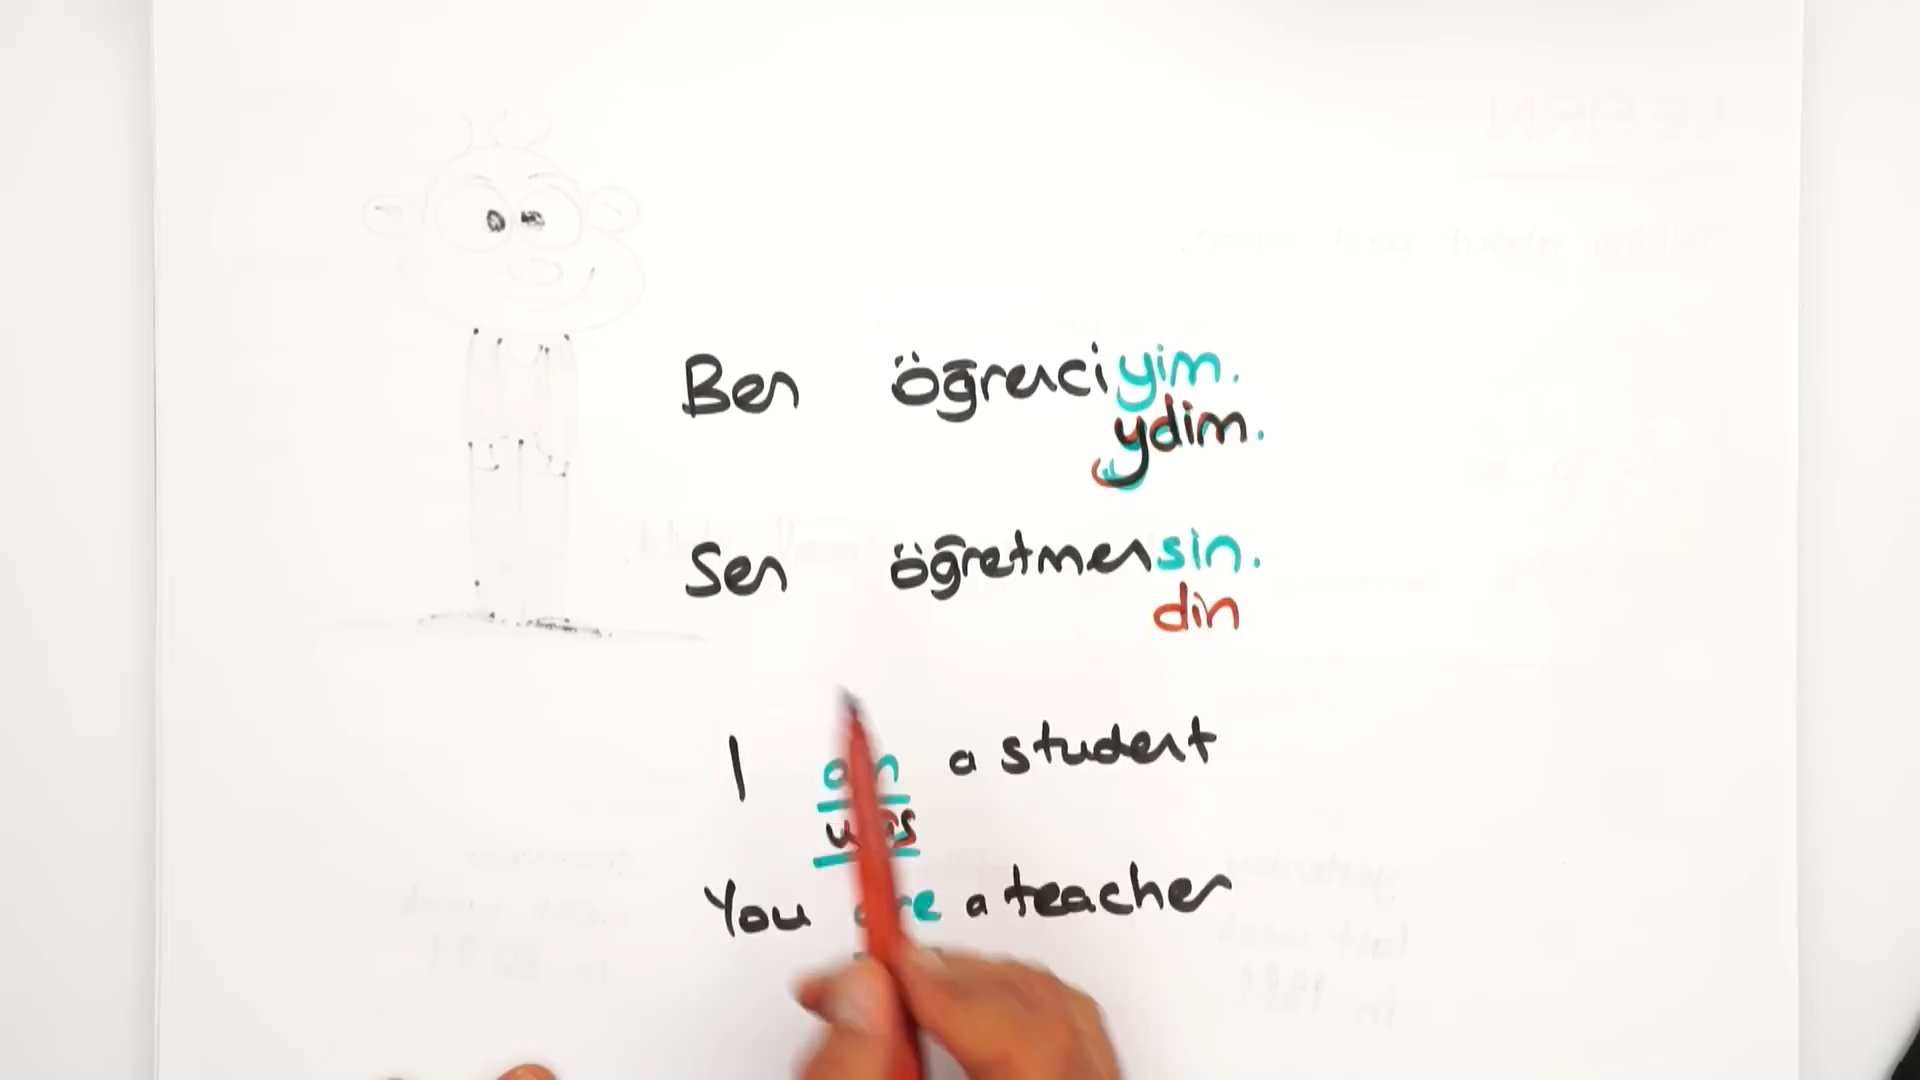 Ben öğrenciyim.
ydim.
Sen öğretmensin.
din
I am a student
was
You are a teacher